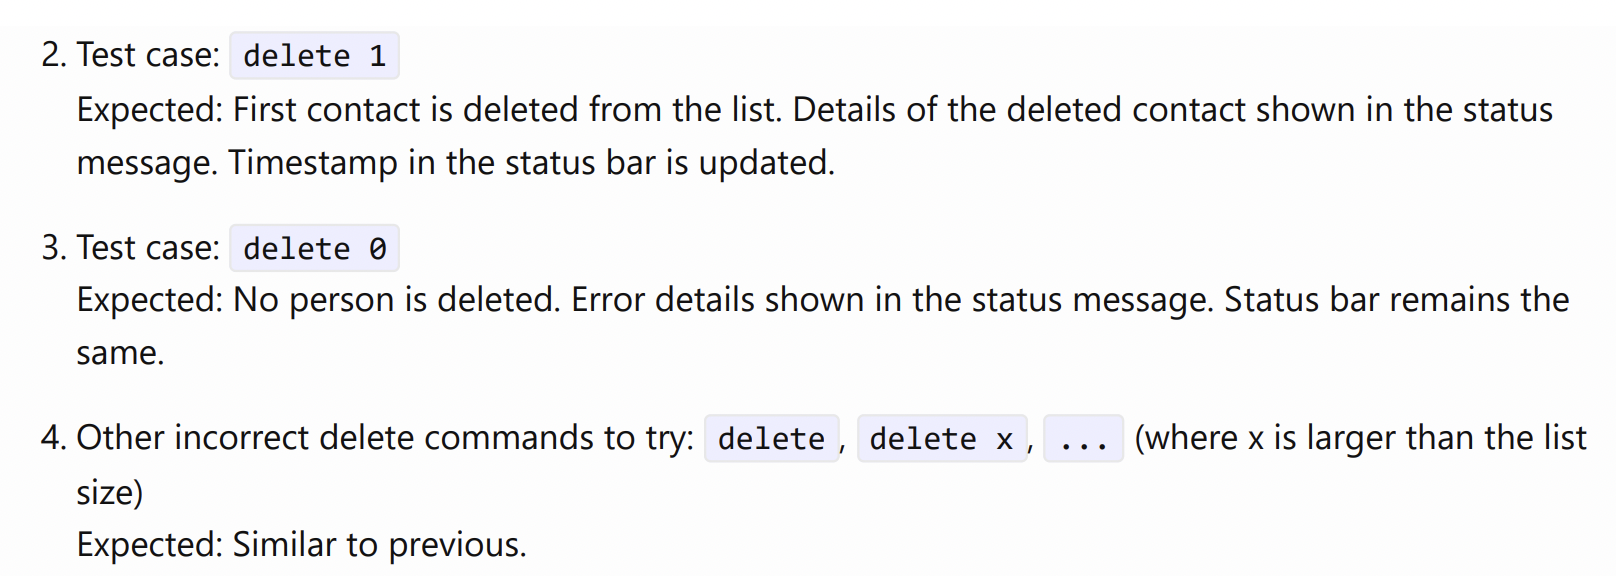 2. Test case: delete 1
Expected: First contact is deleted from the list. Details of the deleted contact shown in the status
message. Timestamp in the status bar is updated.
3. Test case: delete 0
Expected: No person is deleted. Error details shown in the status message. Status bar remains the
same.
4. Other incorrect delete commands to try: delete, delete x, ... (where x is larger than the list
size)
Expected: Similar to previous.